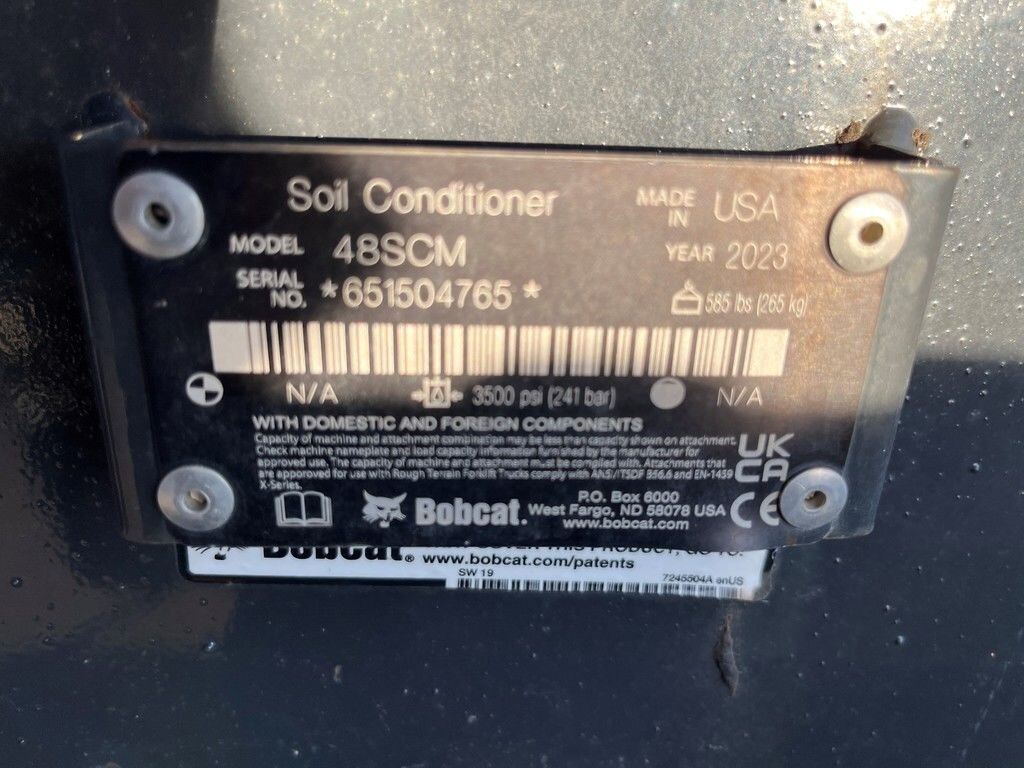 Soil Conditioner
MADE IN USA
MODEL 48SCM
YEAR 2023
SERIAL NO. *651504765*
585 lbs (265 kg)
N/A 3500 psi (241 bar) N/A
WITH DOMESTIC AND FOREIGN COMPONENTS
Capacity of machine and attachment combination may be less than capacity shown on attachment.
Check machine nameplate and load capacity information furnished by the manufacturer for
approved use. The capacity of machine and attachment must be complied with. Attachments that
are approved for use with Rough Terrain Forklift Trucks comply with ANSI/ITSDF B56.6 and EN-1459
X-Series.
UK
CA
Bobcat.
P.O. Box 6000
West Fargo, ND 58078 USA
www.bobcat.com
CE
Bobcat® THIS PRODUCT, GO TO:
www.bobcat.com/patents
SW 19 7245504A enUS